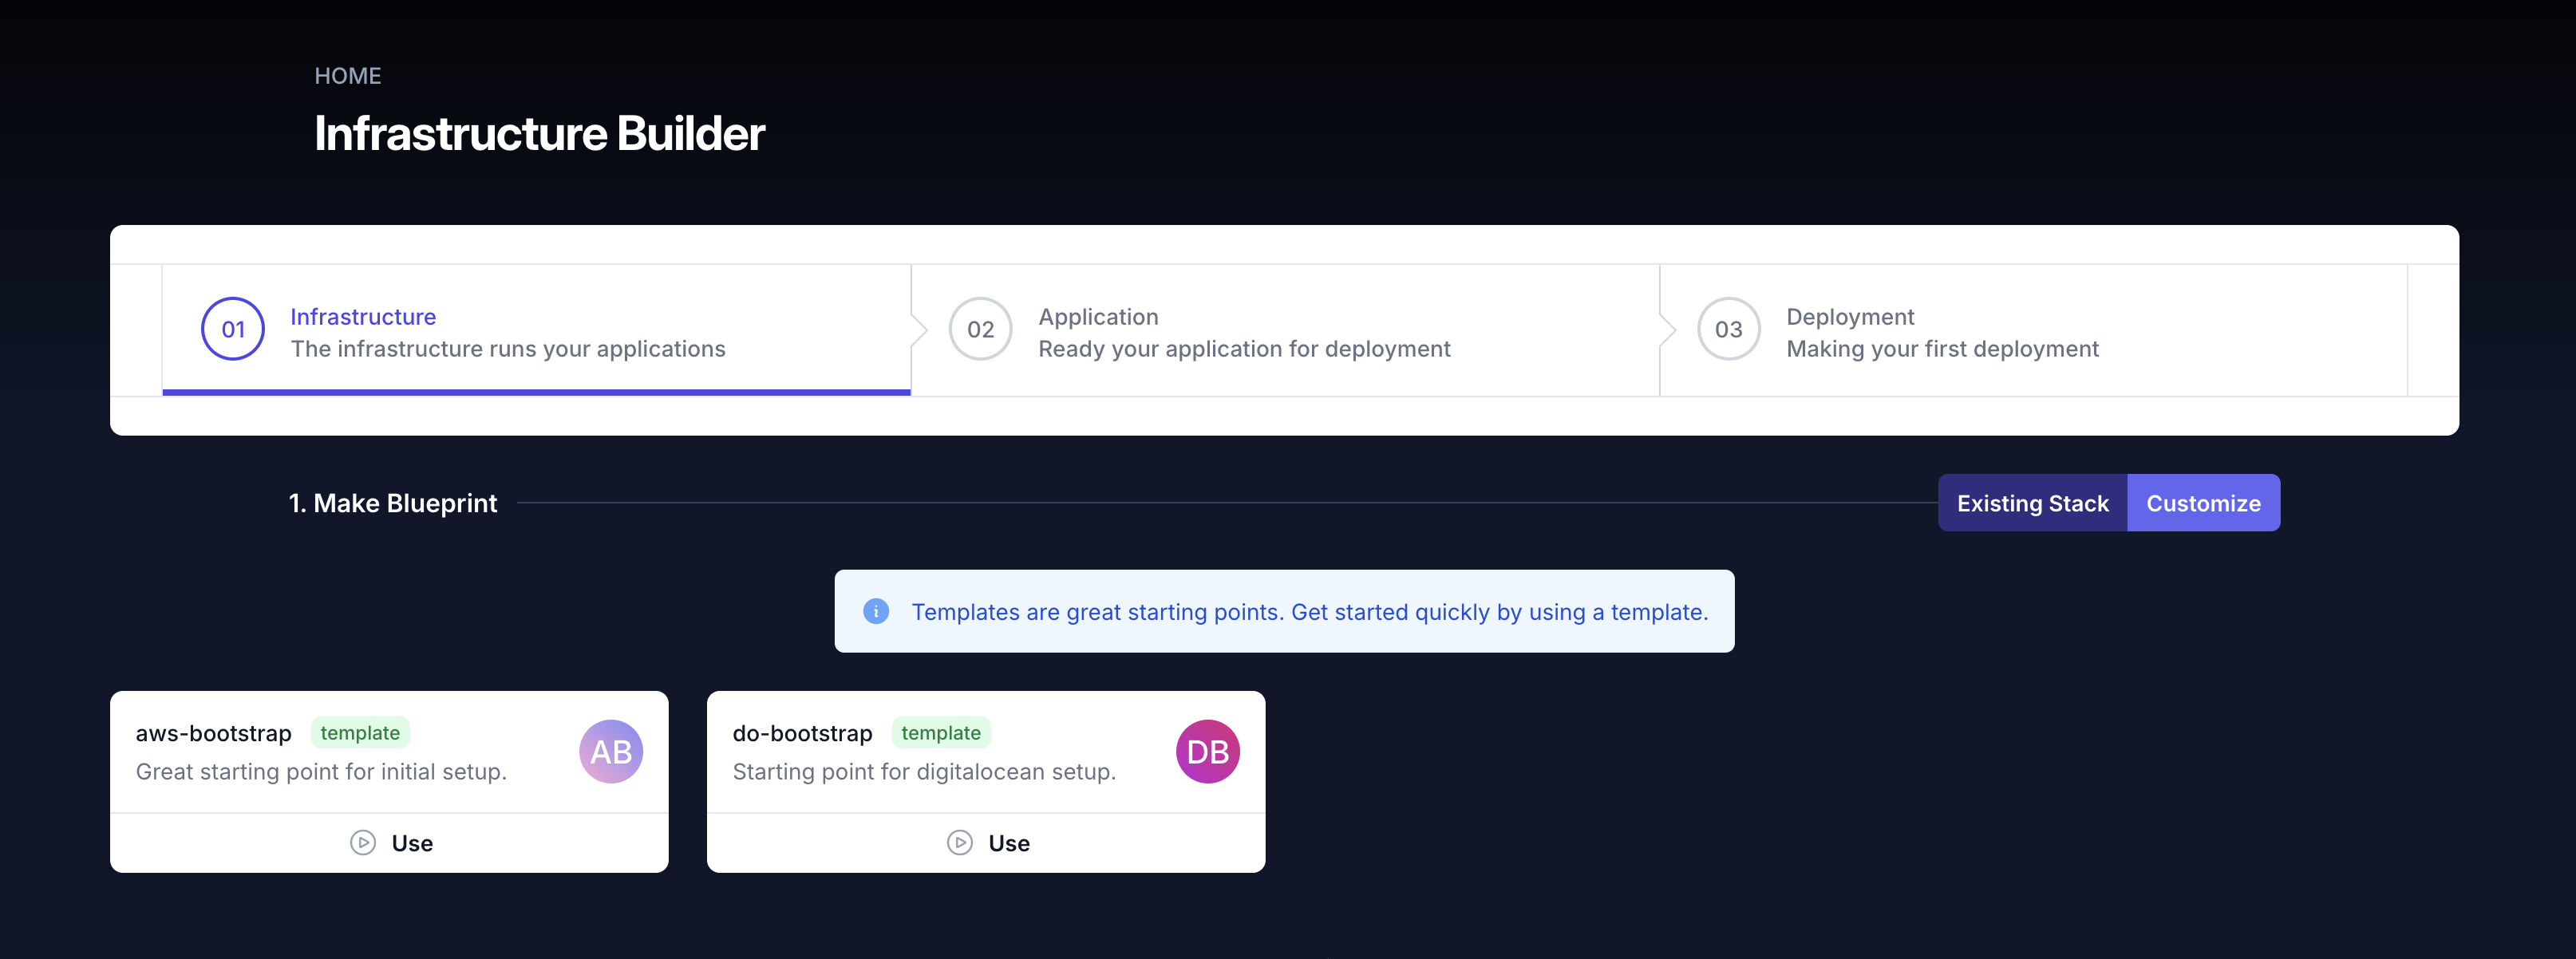 HOME
Infrastructure Builder
01
Infrastructure
The infrastructure runs your applications
02
Application
Ready your application for deployment
03
Deployment
Making your first deployment
1. Make Blueprint
Existing Stack
Customize
Templates are great starting points. Get started quickly by using a template.
aws-bootstrap template
Great starting point for initial setup.
AB
Use
do-bootstrap template
Starting point for digitalocean setup.
DB
Use